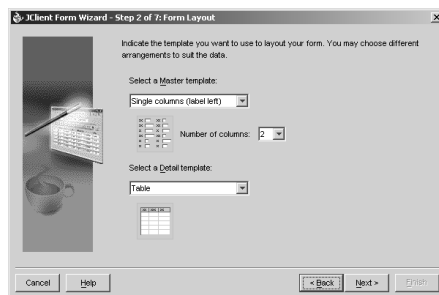 JClient Form Wizard - Step 2 of 7: Form Layout
Indicate the template you want to use to layout your form. You may choose different
arrangements to suit the data.
Select a Master template:
Single columns (label left)
Number of columns: 2
Select a Detail template:
Table
Cancel Help < Back Next > Finish